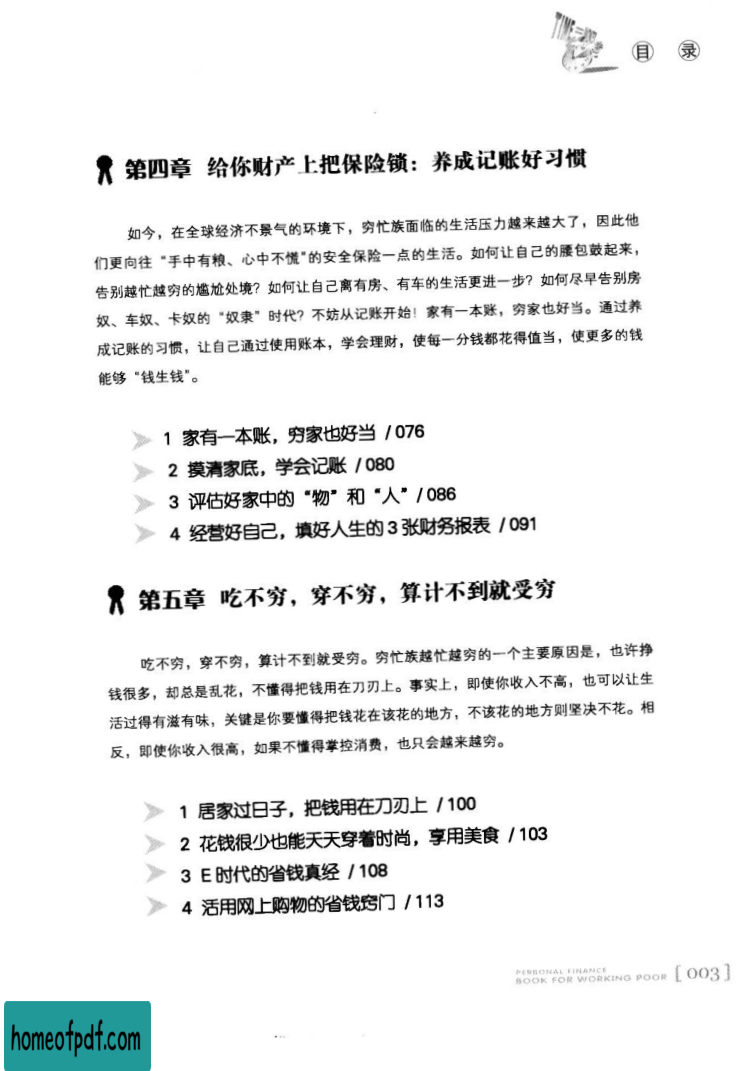 目 录
第四章 给你财产上把保险锁：养成记账好习惯
如今，在全球经济不景气的环境下，穷忙族面临的生活压力越来越大了，因此他
们更向往“手中有粮、心中不慌”的安全保险一点的生活。如何让自己的腰包鼓起来，
告别越忙越穷的尴尬处境？如何让自己离有房、有车的生活更进一步？如何尽早告别房
奴、车奴、卡奴的“奴隶”时代？不妨从记账开始！家有一本账，穷家也好当。通过养
成记账的习惯，让自己通过使用账本，学会理财，使每一分钱都花得值当，使更多的钱
能够“钱生钱”。
1 家有一本账，穷家也好当 / 076
2 摸清家底，学会记账 / 080
3 评估好家中的“物”和“人” / 086
4 经营好自己，填好人生的3张财务报表 / 091
第五章 吃不穷，穿不穷，算计不到就受穷
吃不穷，穿不穷，算计不到就受穷。穷忙族越忙越穷的一个主要原因是，也许挣
钱很多，却总是乱花，不懂得把钱用在刀刃上。事实上，即使你收入不高，也可以让生
活过得有滋有味，关键是你要懂得把钱花在该花的地方，不该花的地方则坚决不花。相
反，即使你收入很高，如果不懂得掌控消费，也只会越来越穷。
1 居家过日子，把钱用在刀刃上 / 100
2 花钱很少也能天天穿着时尚，享用美食 / 103
3 E时代的省钱真经 / 108
4 活用网上购物的省钱窍门 / 113
PERSONAL FINANCE
BOOK FOR WORKING POOR [003]
homeofpdf.com